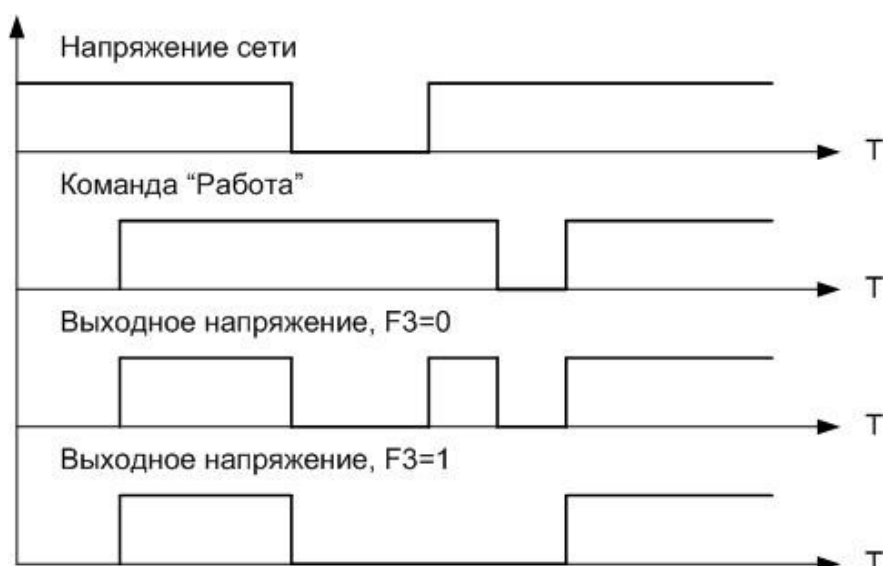 Напряжение сети
T
Команда “Работа”
T
Выходное напряжение, F3=0
T
Выходное напряжение, F3=1
T